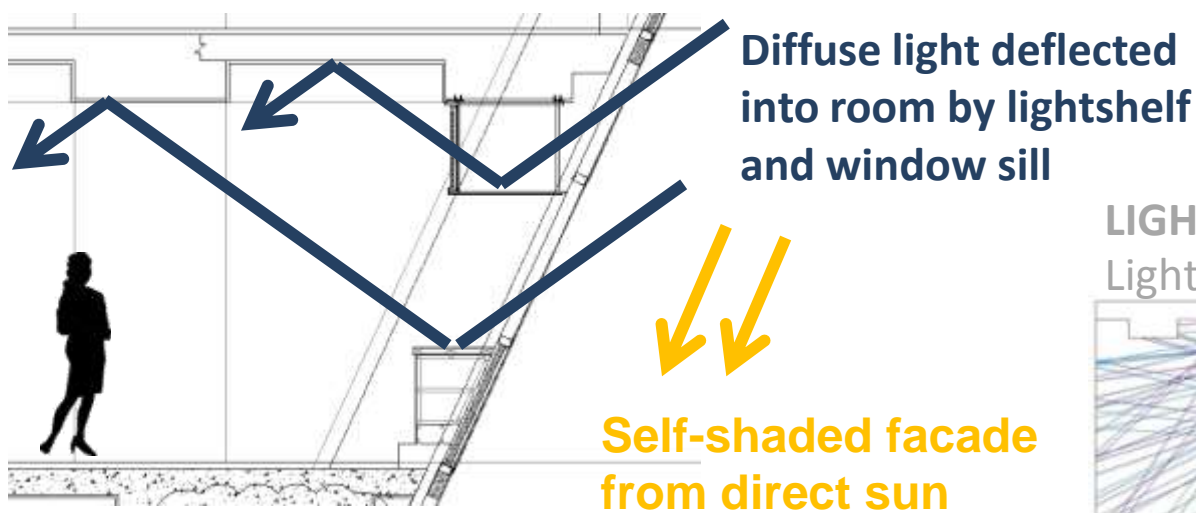 Diffuse light deflected
into room by lightshelf
and window sill
LIGH
Light
Self-shaded facade
from direct sun